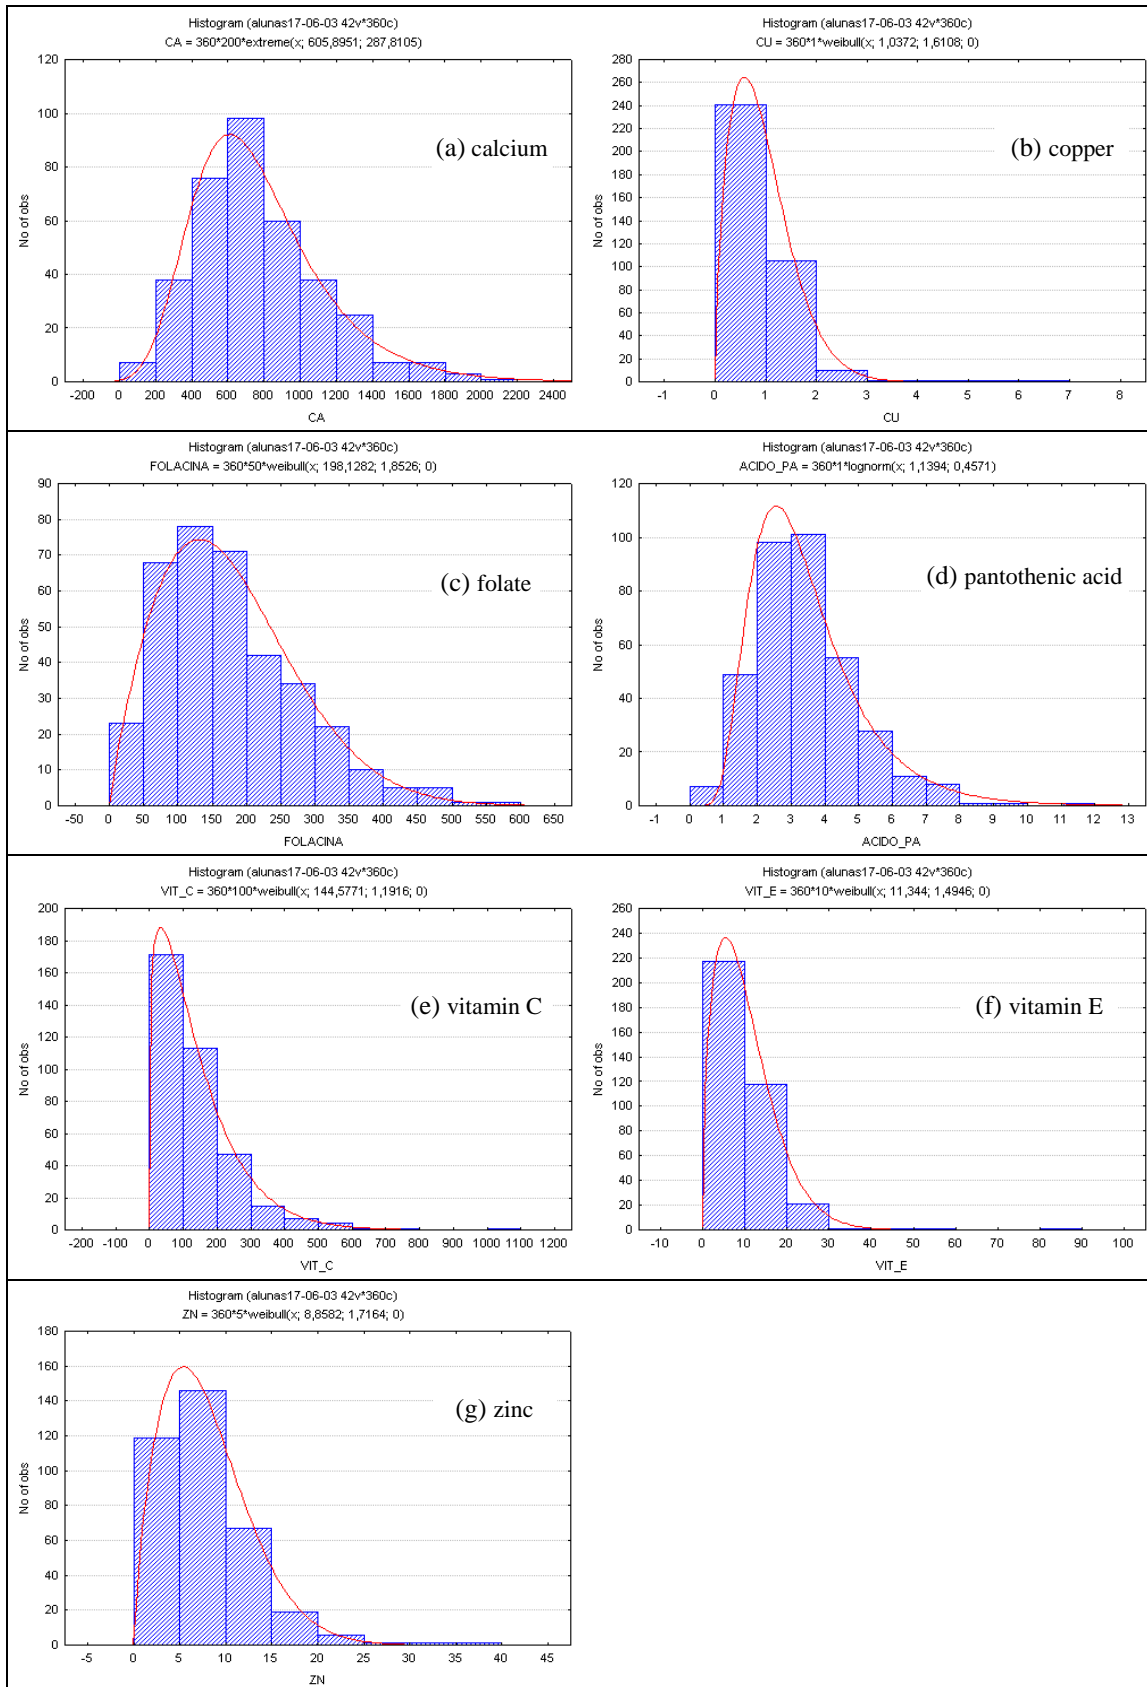 Histogram (alunas17-06-03 42v*360c)
CA = 360*200*extreme(x; 605,8951; 287,8105)
120
100
80
60
40
20
0
No of obs
(a) calcium
-200 0 200 400 600 800 1000 1200 1400 1600 1800 2000 2200 2400
CA
Histogram (alunas17-06-03 42v*360c)
CU = 360*1*weibull(x; 1,0372; 1,6108; 0)
280
260
240
220
200
180
160
140
120
100
80
60
40
20
0
No of obs
(b) copper
-1 0 1 2 3 4 5 6 7 8
CU
Histogram (alunas17-06-03 42v*360c)
FOLACINA = 360*50*weibull(x; 198,1282; 1,8526; 0)
90
80
70
60
50
40
30
20
10
0
No of obs
(c) folate
-50 0 50 100 150 200 250 300 350 400 450 500 550 600 650
FOLACINA
Histogram (alunas17-06-03 42v*360c)
ACIDO_PA = 360*1*lognorm(x; 1,1394; 0,4571)
120
100
80
60
40
20
0
No of obs
(d) pantothenic acid
-1 0 1 2 3 4 5 6 7 8 9 10 11 12 13
ACIDO_PA
Histogram (alunas17-06-03 42v*360c)
VIT_C = 360*100*weibull(x; 144,5771; 1,1916; 0)
200
180
160
140
120
100
80
60
40
20
0
No of obs
(e) vitamin C
-200 -100 0 100 200 300 400 500 600 700 800 900 1000 1100 1200
VIT_C
Histogram (alunas17-06-03 42v*360c)
VIT_E = 360*10*weibull(x; 11,344; 1,4946; 0)
260
240
220
200
180
160
140
120
100
80
60
40
20
0
No of obs
(f) vitamin E
-10 0 10 20 30 40 50 60 70 80 90 100
VIT_E
Histogram (alunas17-06-03 42v*360c)
ZN = 360*5*weibull(x; 8,8582; 1,7164; 0)
180
160
140
120
100
80
60
40
20
0
No of obs
(g) zinc
-5 0 5 10 15 20 25 30 35 40 45
ZN